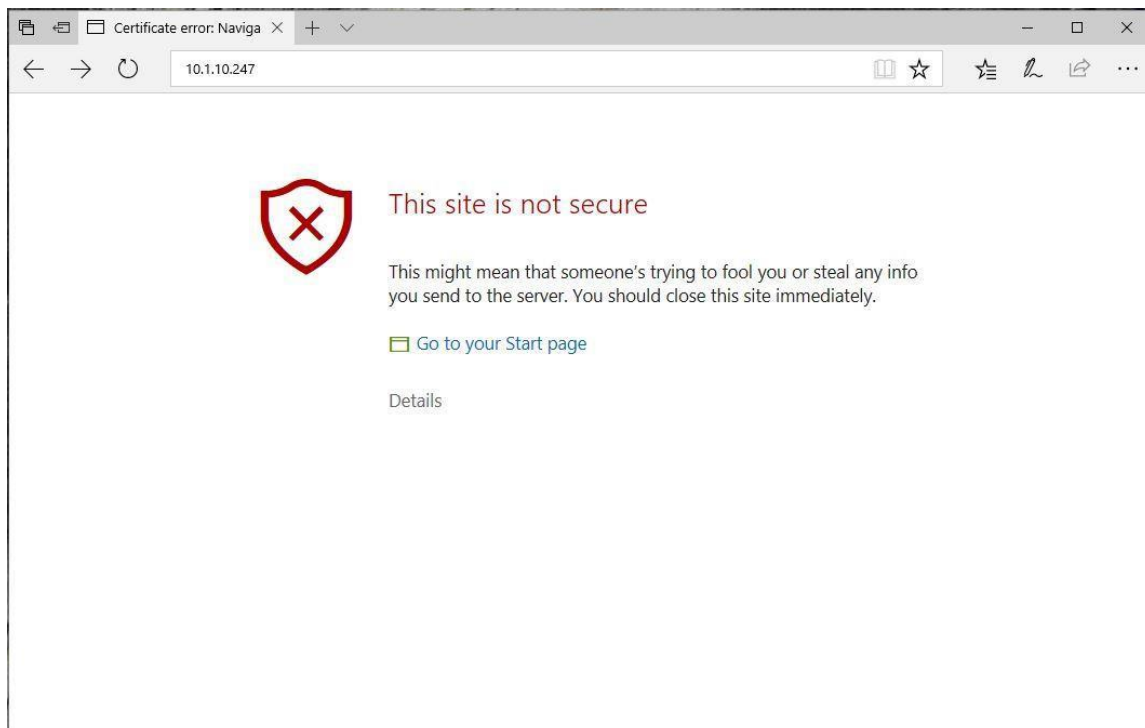 Certificate error: Naviga
10.1.10.247
This site is not secure
This might mean that someone's trying to fool you or steal any info
you send to the server. You should close this site immediately.
Go to your Start page
Details